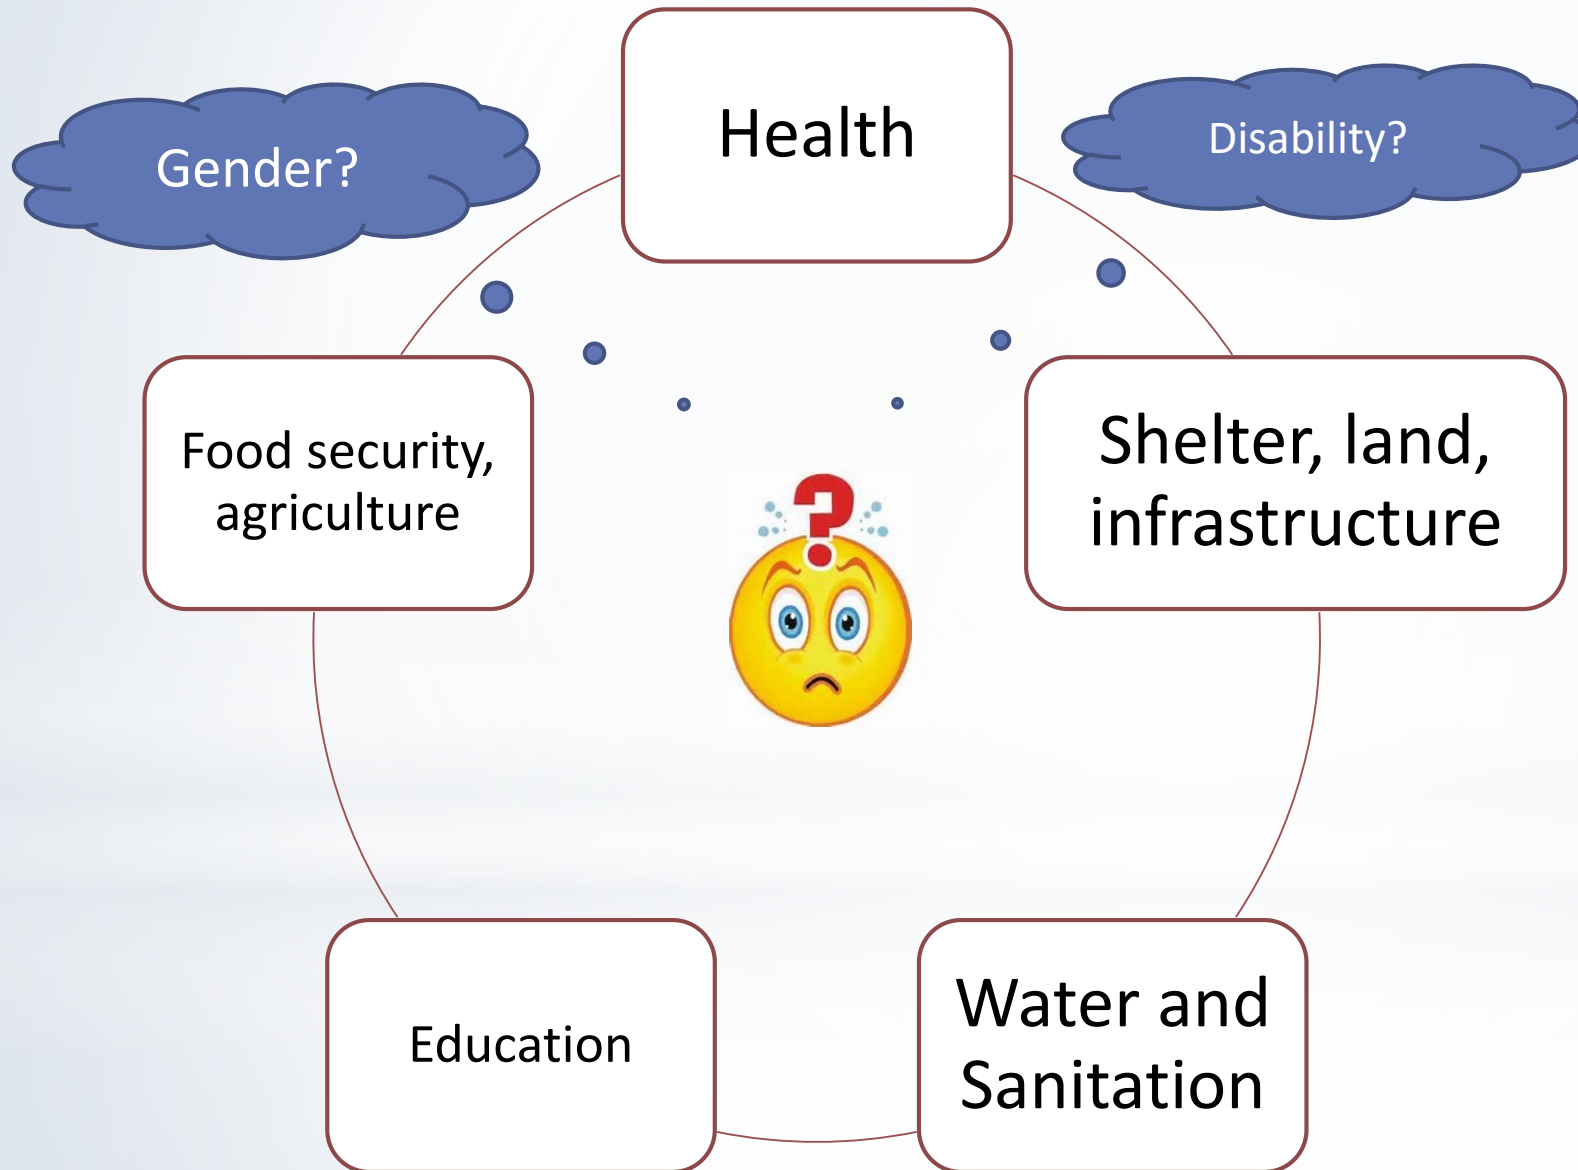 Health
Gender?
Disability?
Food security,
agriculture
Shelter, land,
infrastructure
?
Education
Water and
Sanitation